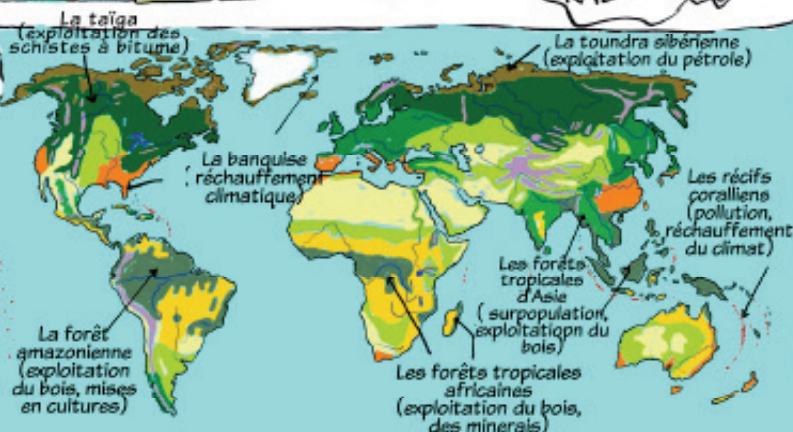 La taïga
(exploitation des
schistes à bitume)
La toundra sibérienne
(exploitation du pétrole)
La banquise
(réchauffement
climatique)
Les récifs
coralliens
(pollution,
réchauffement
du climat)
Les forêts
tropicales
d'Asie
(surpopulation,
exploitatiopn du
bois)
La forêt
amazonienne
(exploitation
du bois, mises
en cultures)
Les forêts tropicales
africaines
(exploitation du bois,
des minerais)